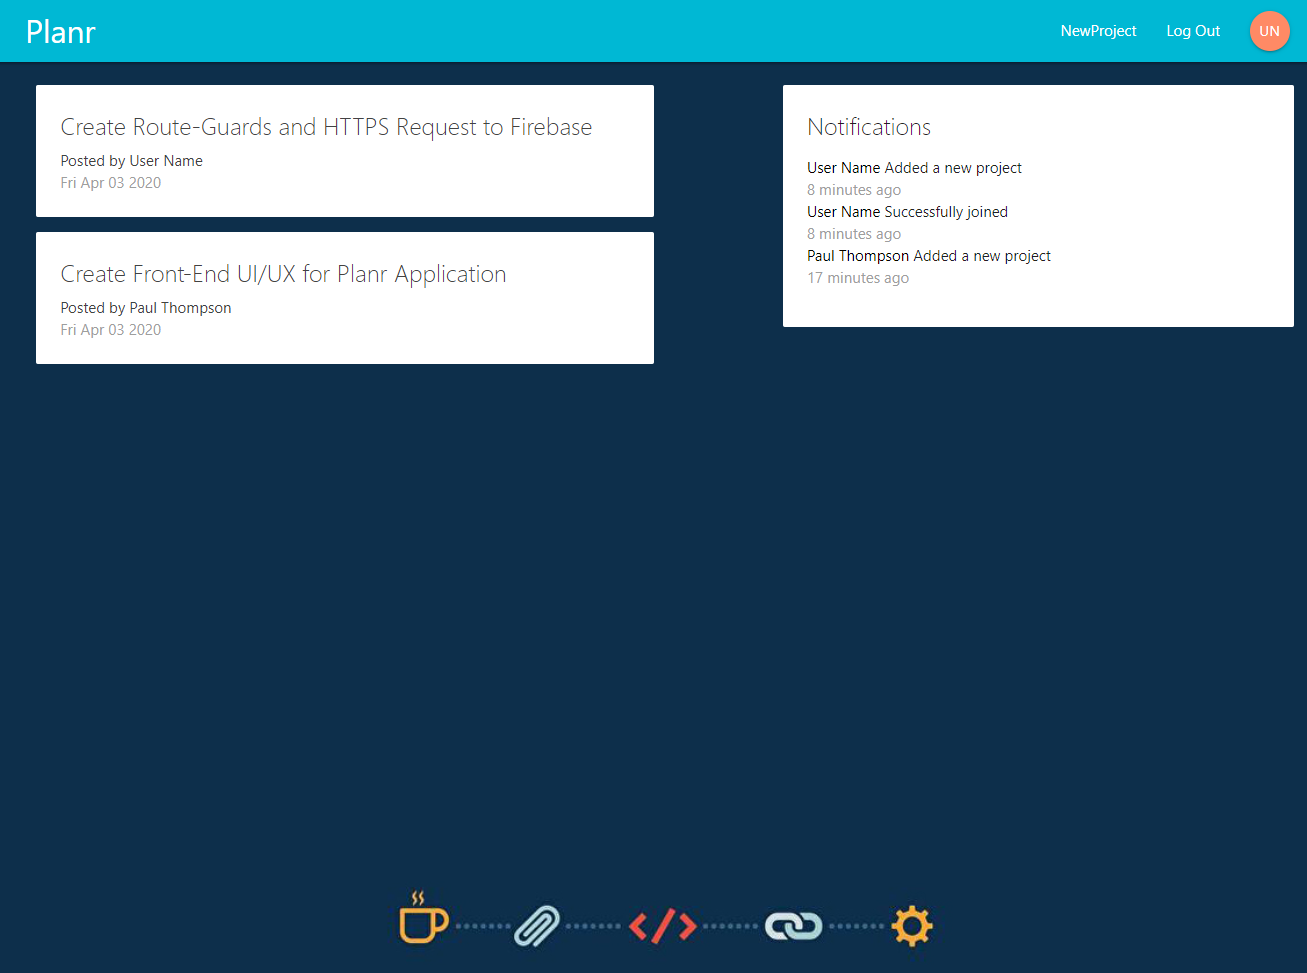 Planr
NewProject
Log Out
UN
Create Route-Guards and HTTPS Request to Firebase
Posted by User Name
Fri Apr 03 2020
Create Front-End UI/UX for Planr Application
Posted by Paul Thompson
Fri Apr 03 2020
Notifications
User Name Added a new project
8 minutes ago
User Name Successfully joined
8 minutes ago
Paul Thompson Added a new project
17 minutes ago